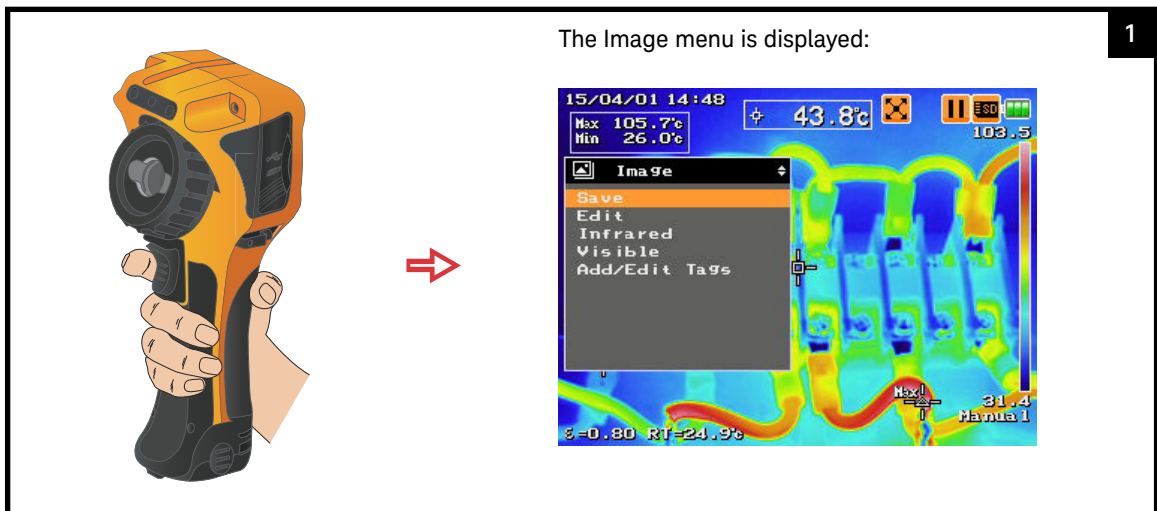 The Image menu is displayed:
1
15/04/01 14:48
43.8℃
SD
Max 105.7℃
Min 26.0℃
103.5
Image
Save
Edit
Infrared
Visible
Add/Edit Tags
Max
31.4
Manual
ε=0.80 RT=24.9℃